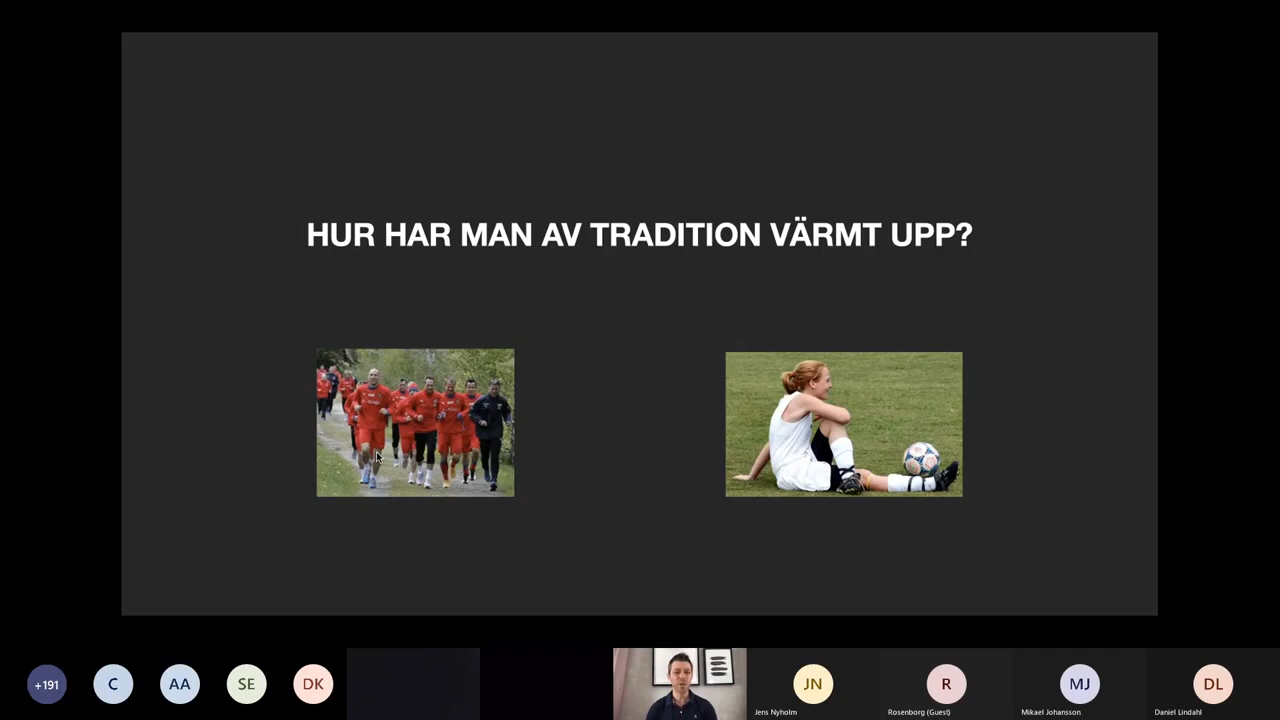 HUR HAR MAN AV TRADITION VÄRMT UPP?
+191
C
AA
SE
DK
JN
Jens Nyholm
R
Rosenborg (Guest)
MJ
Mikael Johansson
DL
Daniel Lindahl